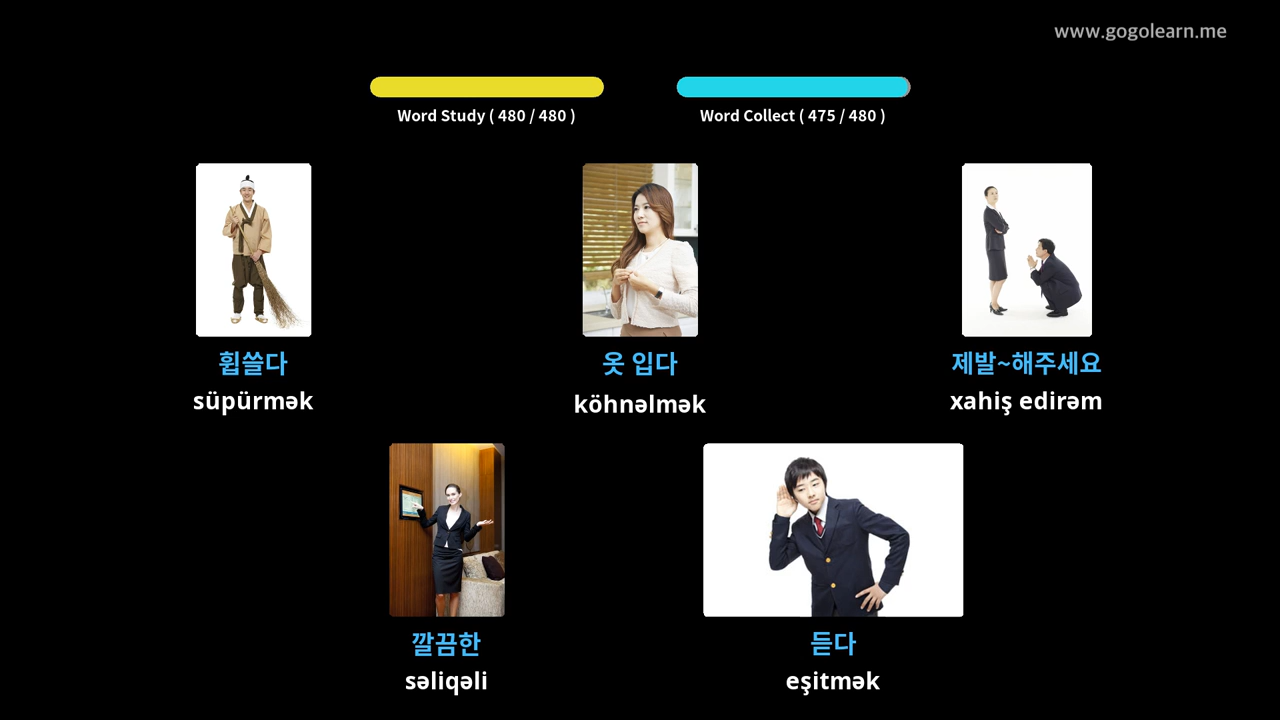 www.gogolearn.me
Word Study ( 480 / 480 )
Word Collect ( 475 / 480 )
휩쓸다
옷 입다
제발~해주세요
süpürmək
köhnəlmək
xahiş edirəm
깔끔한
듣다
səliqəli
eşitmək